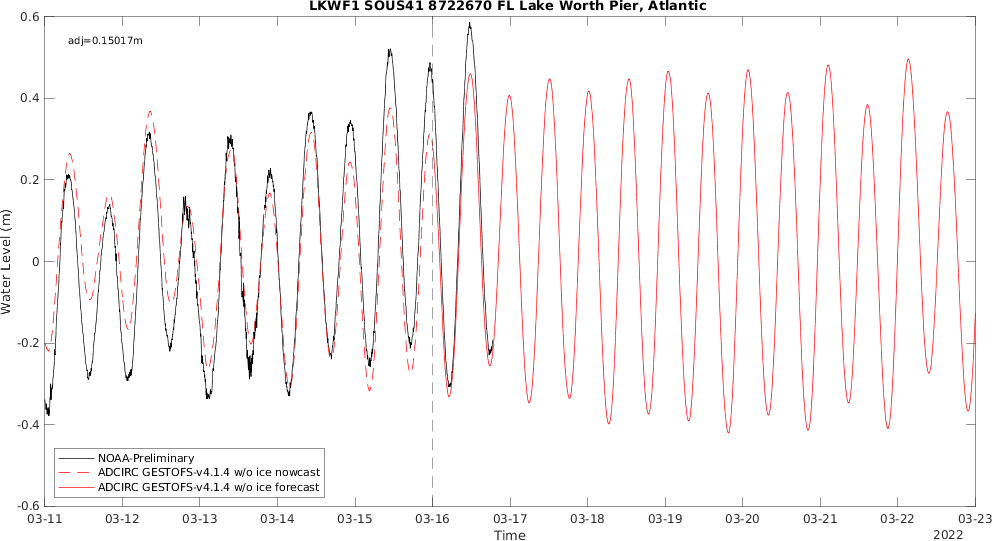 LKWF1 SOUS41 8722670 FL Lake Worth Pier, Atlantic
adj=0.15017m
0.6
0.4
0.2
0
-0.2
-0.4
-0.6
Water Level (m)
NOAA-Preliminary
ADCIRC GESTOFS-v4.1.4 w/o ice nowcast
ADCIRC GESTOFS-v4.1.4 w/o ice forecast
03-11 03-12 03-13 03-14 03-15 03-16 03-17 03-18 03-19 03-20 03-21 03-22 03-23
Time
2022